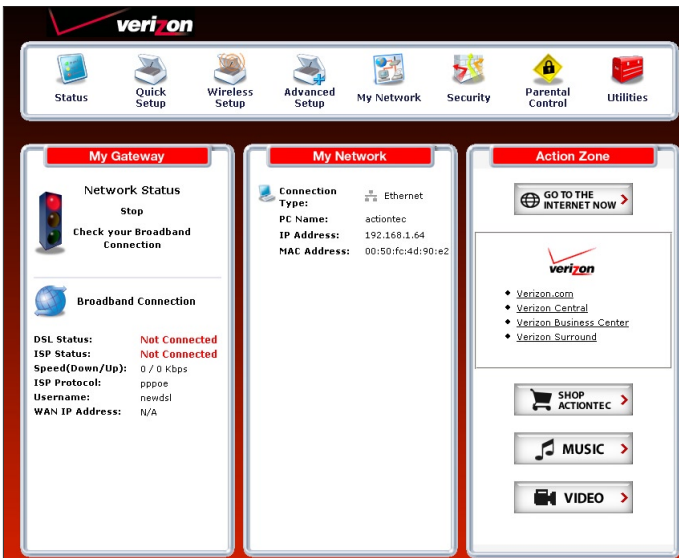 verizon
Status
Quick Setup
Wireless Setup
Advanced Setup
My Network
Security
Parental Control
Utilities
My Gateway
Network Status
Stop
Check your Broadband
Connection
Broadband Connection
DSL Status: Not Connected
ISP Status: Not Connected
Speed(Down/Up): 0 / 0 Kbps
ISP Protocol: pppoe
Username: newdsl
WAN IP Address: N/A
My Network
Connection Type: Ethernet
PC Name: actiontec
IP Address: 192.168.1.64
MAC Address: 00:50:fc:4d:90:e2
Action Zone
GO TO THE
INTERNET NOW
verizon
Verizon.com
Verizon Central
Verizon Business Center
Verizon Surround
SHOP
ACTIONTEC
MUSIC
VIDEO